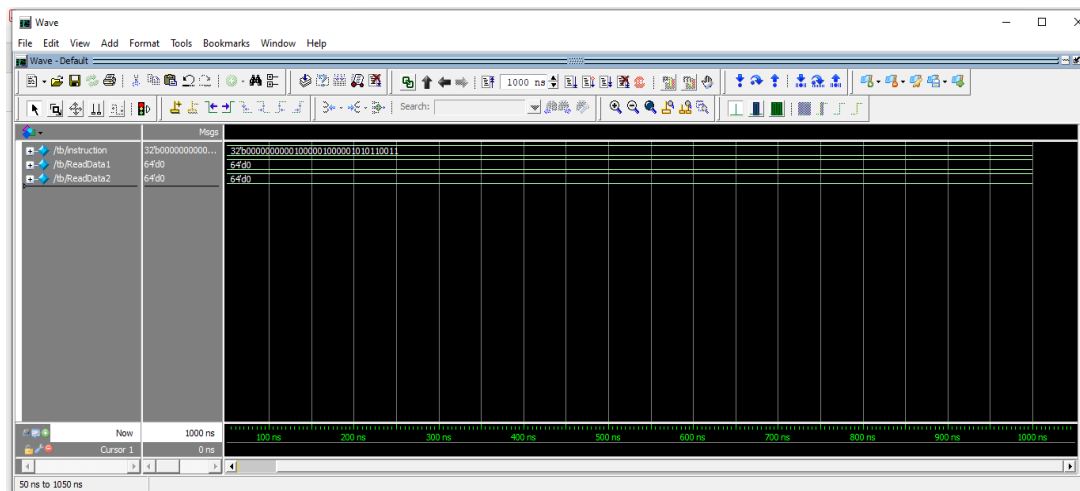 Wave
File Edit View Add Format Tools Bookmarks Window Help
Wave - Default
1000 ns
Search:
Msgs
/tb/instruction 32'b0000000000... 32'b00000000001000001000001010110011
/tb/ReadData1 64'd0 64'd0
/tb/ReadData2 64'd0 64'd0
Now 1000 ns
100 ns 200 ns 300 ns 400 ns 500 ns 600 ns 700 ns 800 ns 900 ns 1000 ns
Cursor 1 0 ns
50 ns to 1050 ns